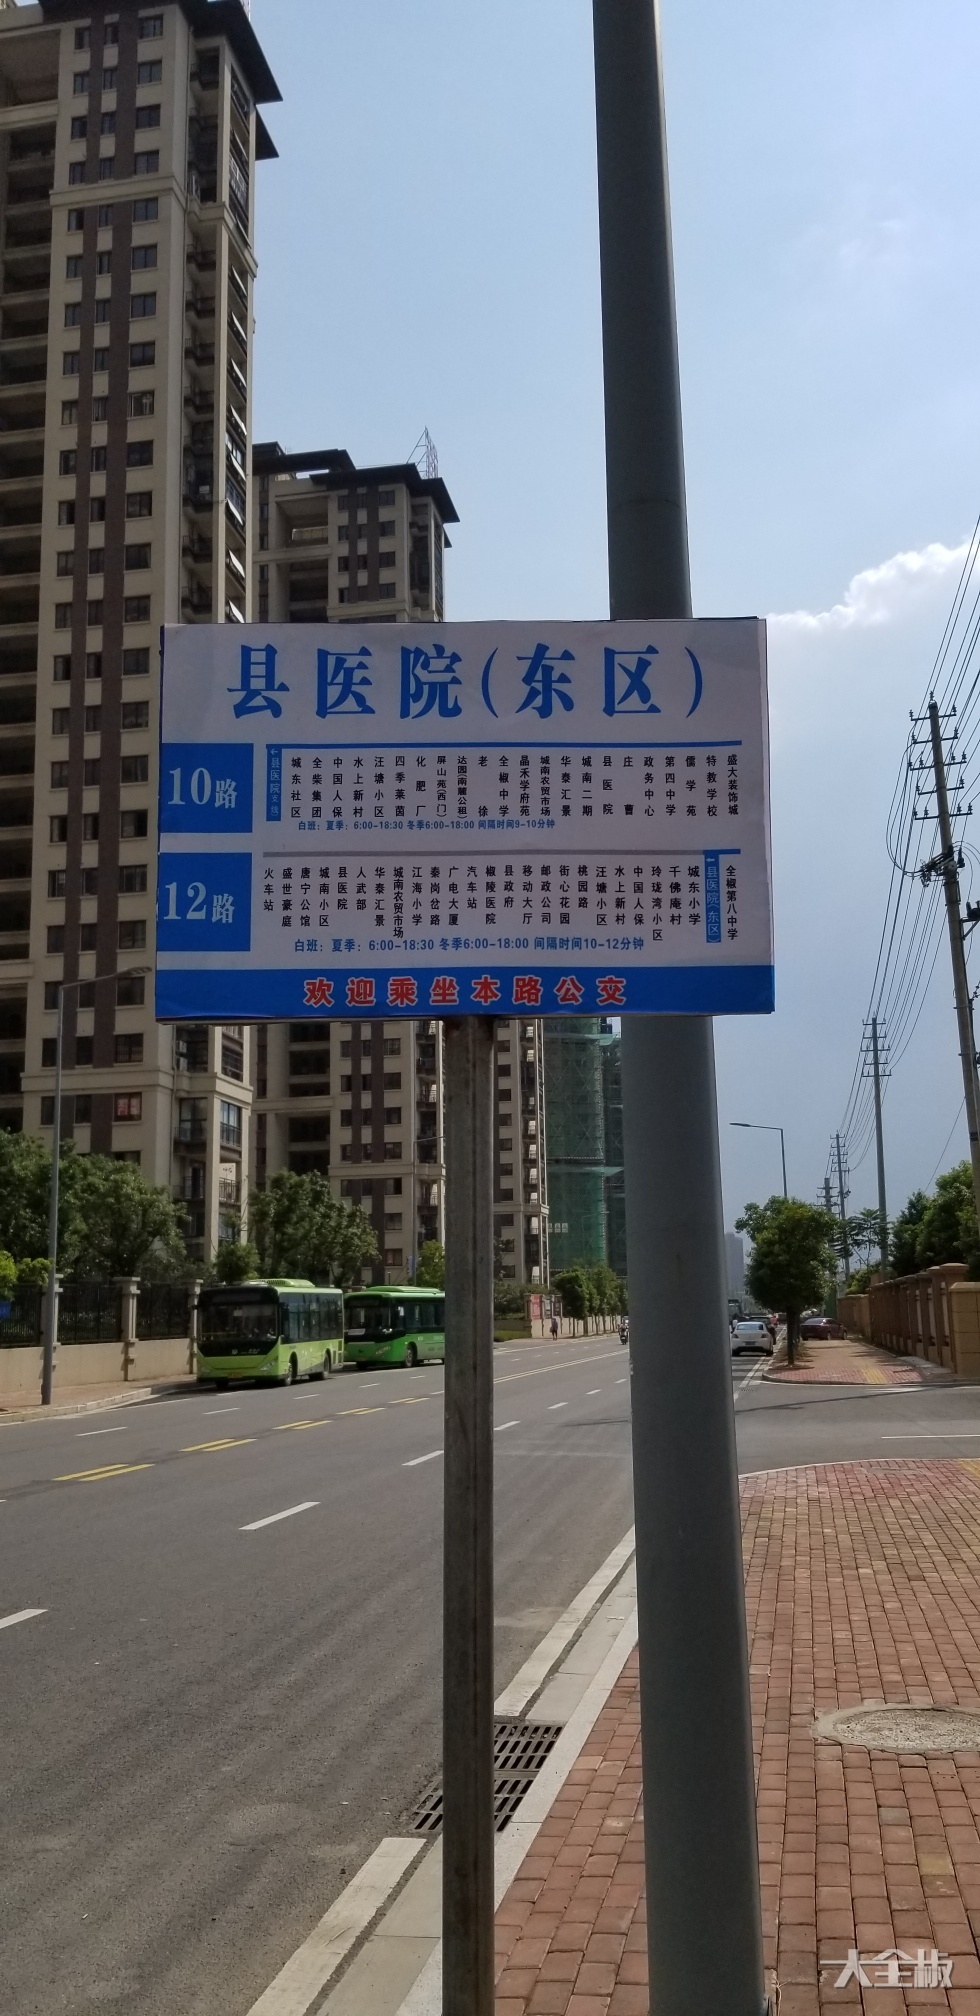 县医院(东区)
10路
←县医院支线
城东社区
全柴集团
中国人保
水上新村
汪塘小区
四季莱茵
化肥厂
屏山苑(西门)
达园南麓公租
老徐
全椒中学
晶禾学府苑
城南农贸市场
华泰汇景
城南二期
县医院
庄曹
政务中心
第四中学
儒学苑
特教学校
盛大装饰城
白班：夏季：6:00-18:30 冬季6:00-18:00 间隔时间9-10分钟
12路
火车站
盛世豪庭
唐宁公馆
城南小区
县医院
人武部
华泰汇景
城南农贸市场
江海小学
秦岗岔路
广电大厦
汽车站
椒陵医院
县政府
移动大厅
邮政公司
街心花园
桃园路
汪塘小区
水上新村
中国人保
玲珑湾小区
千佛庵村
城东小学
←县医院(东区)
全椒第八中学
白班：夏季：6:00-18:30 冬季6:00-18:00 间隔时间10-12分钟
欢迎乘坐本路公交
大全椒